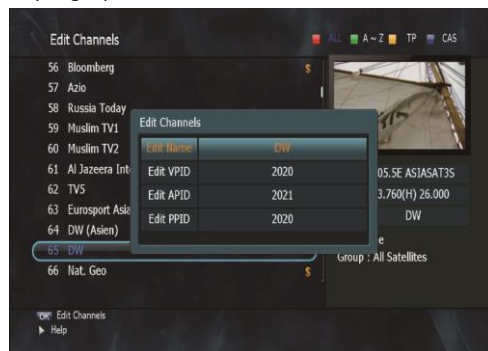 Edit Channels
ALL A ~ Z TP CAS
56 Bloomberg $
57 Azio
58 Russia Today
59 Muslim TV1
60 Muslim TV2
61 Al Jazeera Int
62 TV5
63 Eurosport Asia
64 DW (Asien)
65 DW
66 Nat. Geo $
Edit Channels
Edit Name DW
Edit VPID 2020
Edit APID 2021
Edit PPID 2020
05.5E ASIASAT3S
3.760(H) 26.000
DW
e
Group : All Satellites
OK Edit Channels
Help